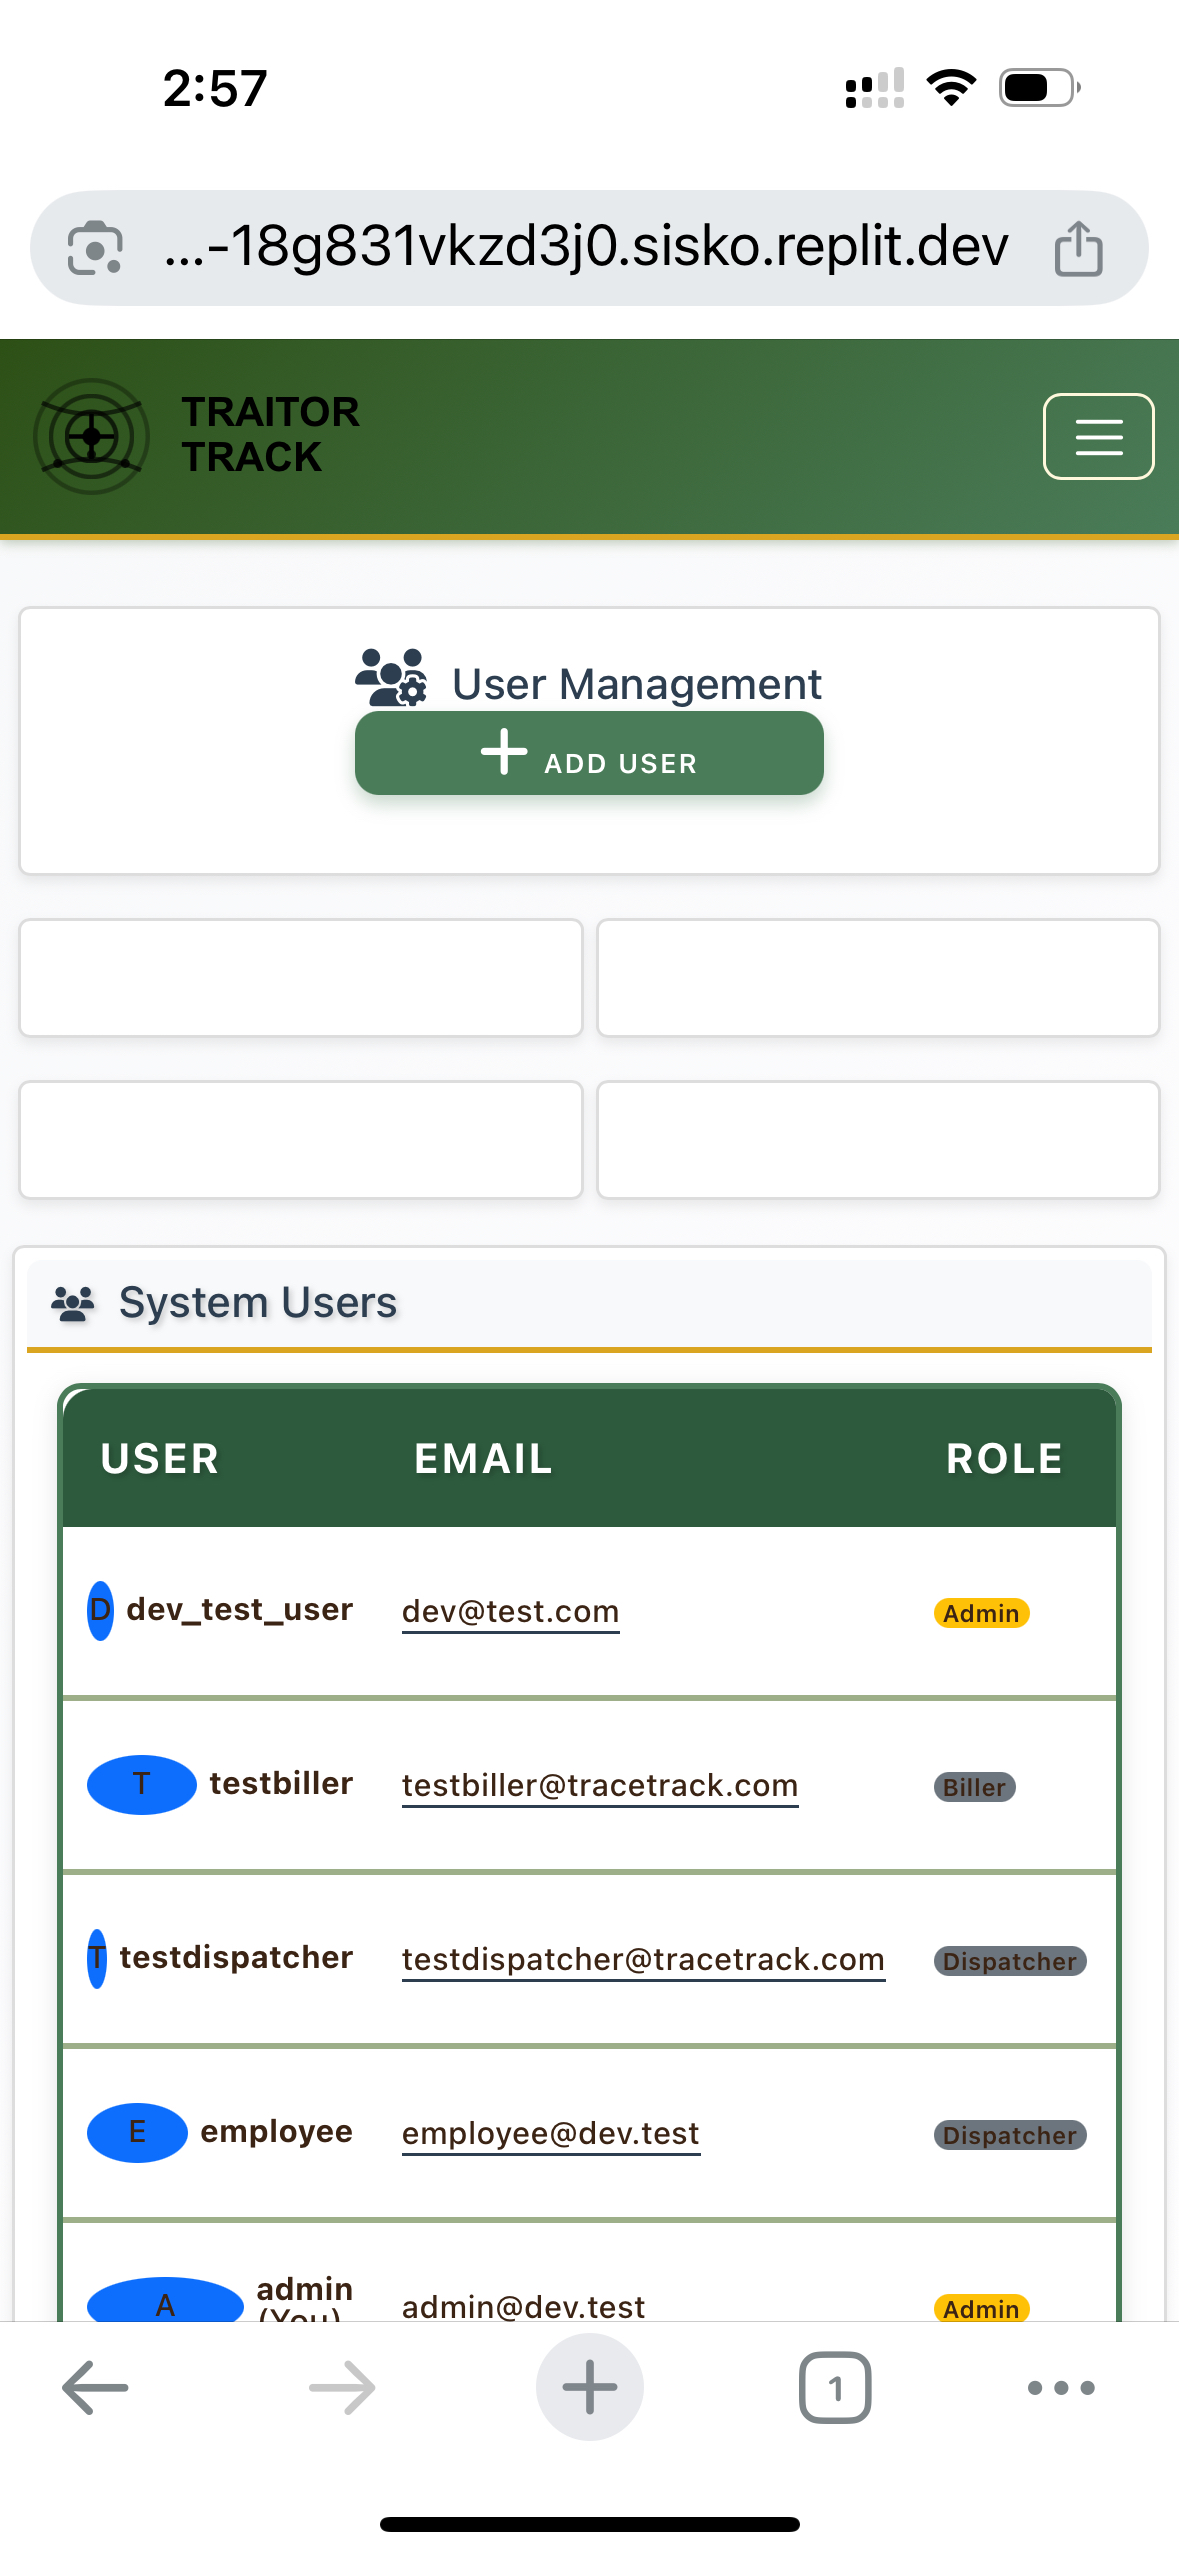 2:57
...-18g831vkzd3j0.sisko.replit.dev
TRAITOR
TRACK
User Management
ADD USER
System Users
USER EMAIL ROLE
D dev_test_user dev@test.com Admin
T testbiller testbiller@tracetrack.com Biller
T testdispatcher testdispatcher@tracetrack.com Dispatcher
E employee employee@dev.test Dispatcher
A admin admin@dev.test Admin
(You)
1